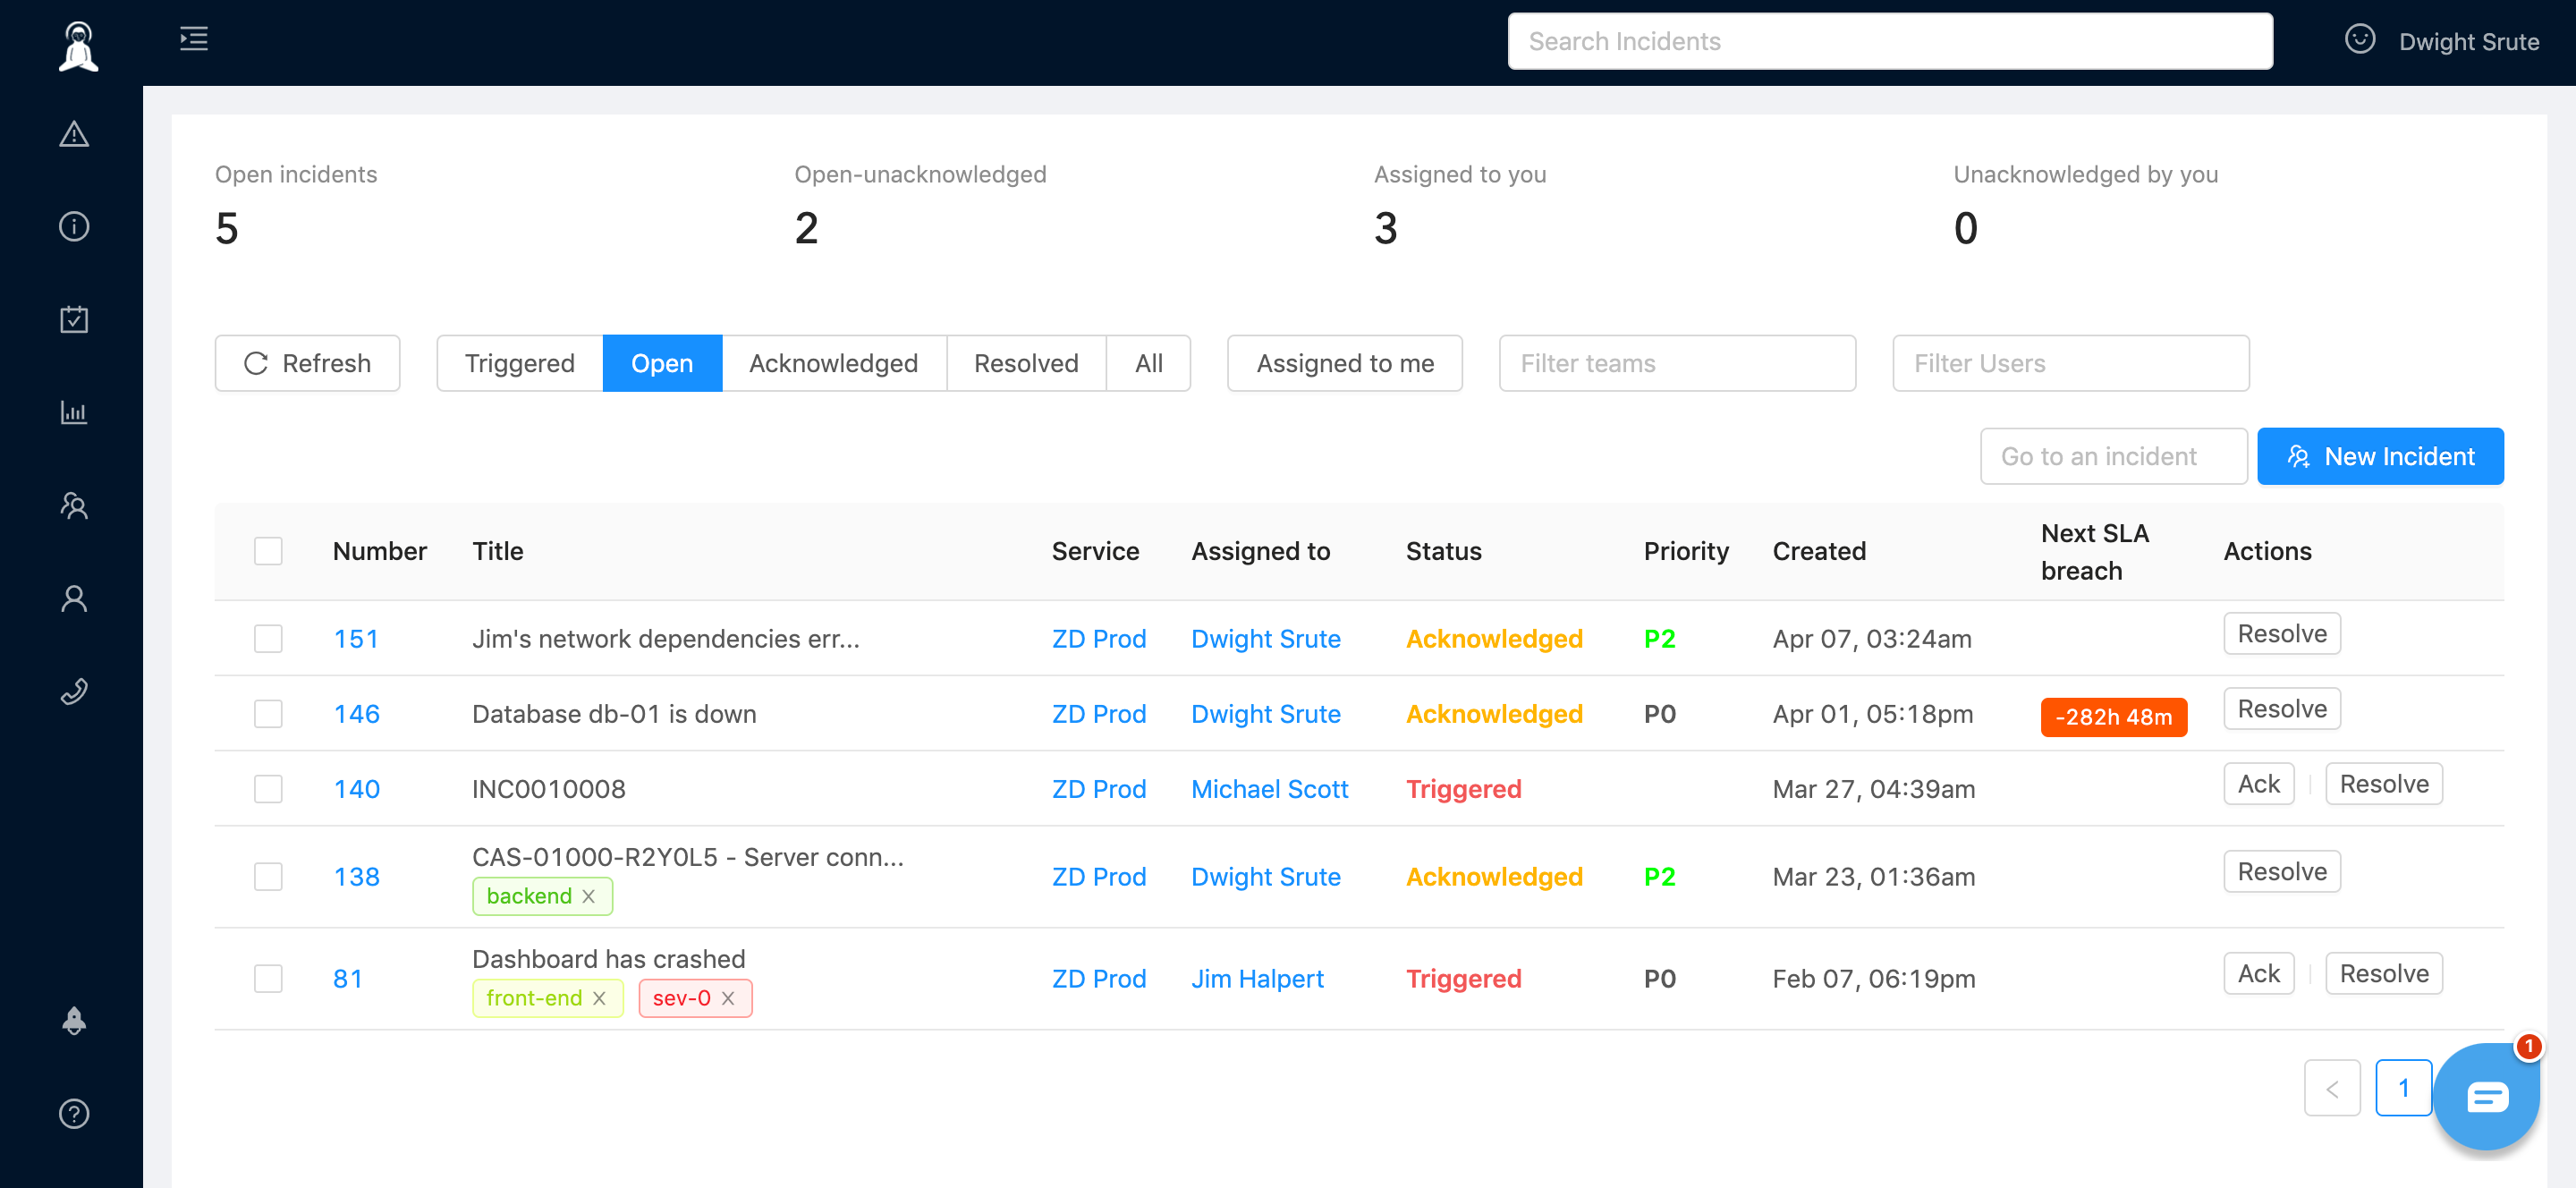 Search Incidents
Dwight Srute
Open incidents
Open-unacknowledged
Assigned to you
Unacknowledged by you
5
2
3
0
Refresh
Triggered
Open
Acknowledged
Resolved
All
Assigned to me
Filter teams
Filter Users
Go to an incident
New Incident
Number Title Service Assigned to Status Priority Created Next SLA breach Actions
151 Jim's network dependencies err... ZD Prod Dwight Srute Acknowledged P2 Apr 07, 03:24am Resolve
146 Database db-01 is down ZD Prod Dwight Srute Acknowledged P0 Apr 01, 05:18pm -282h 48m Resolve
140 INC0010008 ZD Prod Michael Scott Triggered Mar 27, 04:39am Ack Resolve
138 CAS-01000-R2Y0L5 - Server conn... ZD Prod Dwight Srute Acknowledged P2 Mar 23, 01:36am Resolve
backend
81 Dashboard has crashed ZD Prod Jim Halpert Triggered P0 Feb 07, 06:19pm Ack Resolve
front-end sev-0
1
< 1